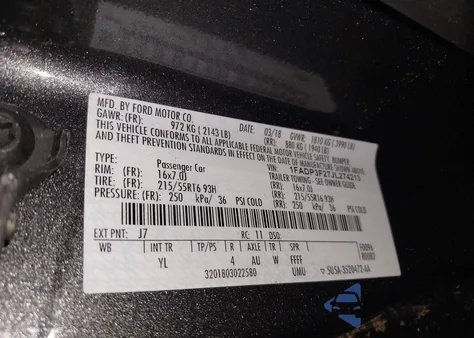 MFD. BY FORD MOTOR CO.
DATE: 03/18 GVWR: 1810 KG (3990 LB)
GAWR: (FR) 972 KG (2143 LB) (RR) 880 KG (1940 LB)
THIS VEHICLE CONFORMS TO ALL APPLICABLE FEDERAL MOTOR VEHICLE SAFETY, BUMPER,
AND THEFT PREVENTION STANDARDS IN EFFECT ON THE DATE OF MANUFACTURE SHOWN ABOVE.
VIN: 1FADP3F27JL274213
TYPE: Passenger Car TRAILER TOWING - SEE OWNER GUIDE
RIM: (FR) 16x7.0J (RR) 16x7.0J
TYPE: (FR) 215/55R16 93H (RR) 215/55R16 93H
PRESSURE: (FR) 250 kPa/ 36 PSI COLD (RR) 250 kPa/ 36 PSI COLD
EXT PNT: J7 RC: 11 DSO:
WB INT TR TP/PS R AXLE TR SPR
YL 4 AU W FFFF
3201803022580 UMU 5U5A-3520472-AA